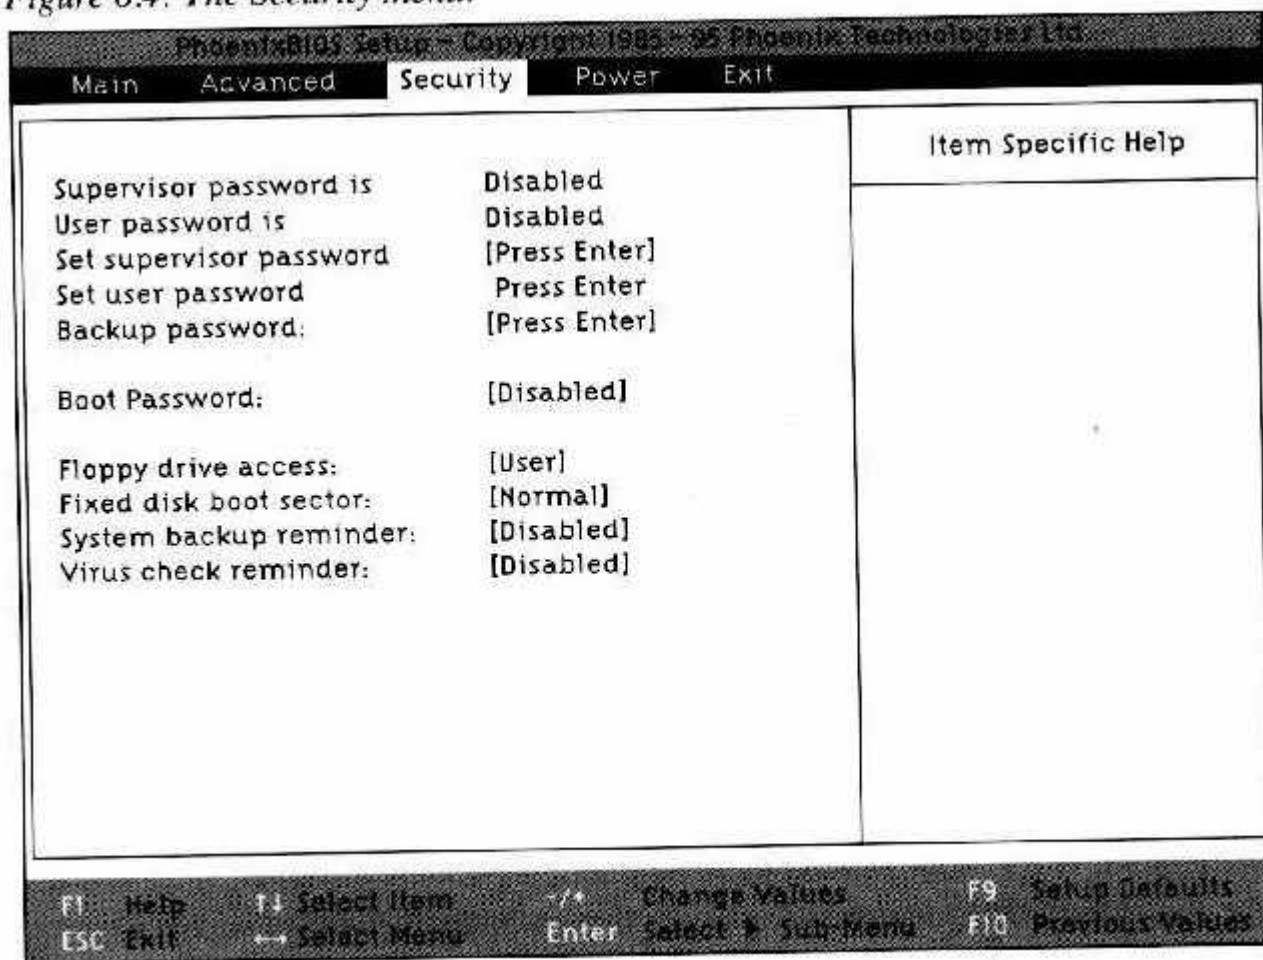 Figure 6.4. The Security menu.
PhoenixBIOS Setup - Copyright 1985-95 Phoenix Technologies Ltd.
Main Advanced Security Power Exit
Item Specific Help
Supervisor password is Disabled
User password is Disabled
Set supervisor password [Press Enter]
Set user password Press Enter
Backup password: [Press Enter]
Boot Password: [Disabled]
Floppy drive access: [User]
Fixed disk boot sector: [Normal]
System backup reminder: [Disabled]
Virus check reminder: [Disabled]
F1 Help ↑↓ Select Item -/+ Change Values F9 Setup Defaults
ESC Exit ↔ Select Menu Enter Select ▶ Sub-Menu F10 Previous Values